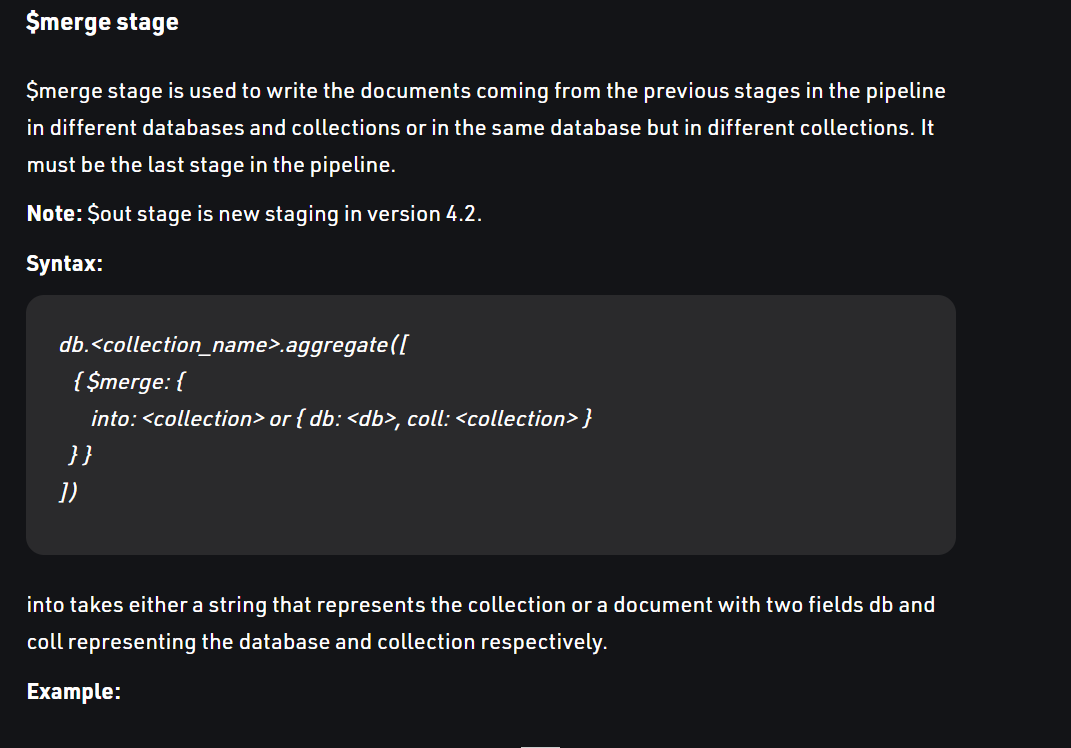 $merge stage
$merge stage is used to write the documents coming from the previous stages in the pipeline
in different databases and collections or in the same database but in different collections. It
must be the last stage in the pipeline.
Note: $out stage is new staging in version 4.2.
Syntax:
db.<collection_name>.aggregate([
{ $merge: {
into: <collection> or { db: <db>, coll: <collection> }
} }
])
into takes either a string that represents the collection or a document with two fields db and
coll representing the database and collection respectively.
Example: